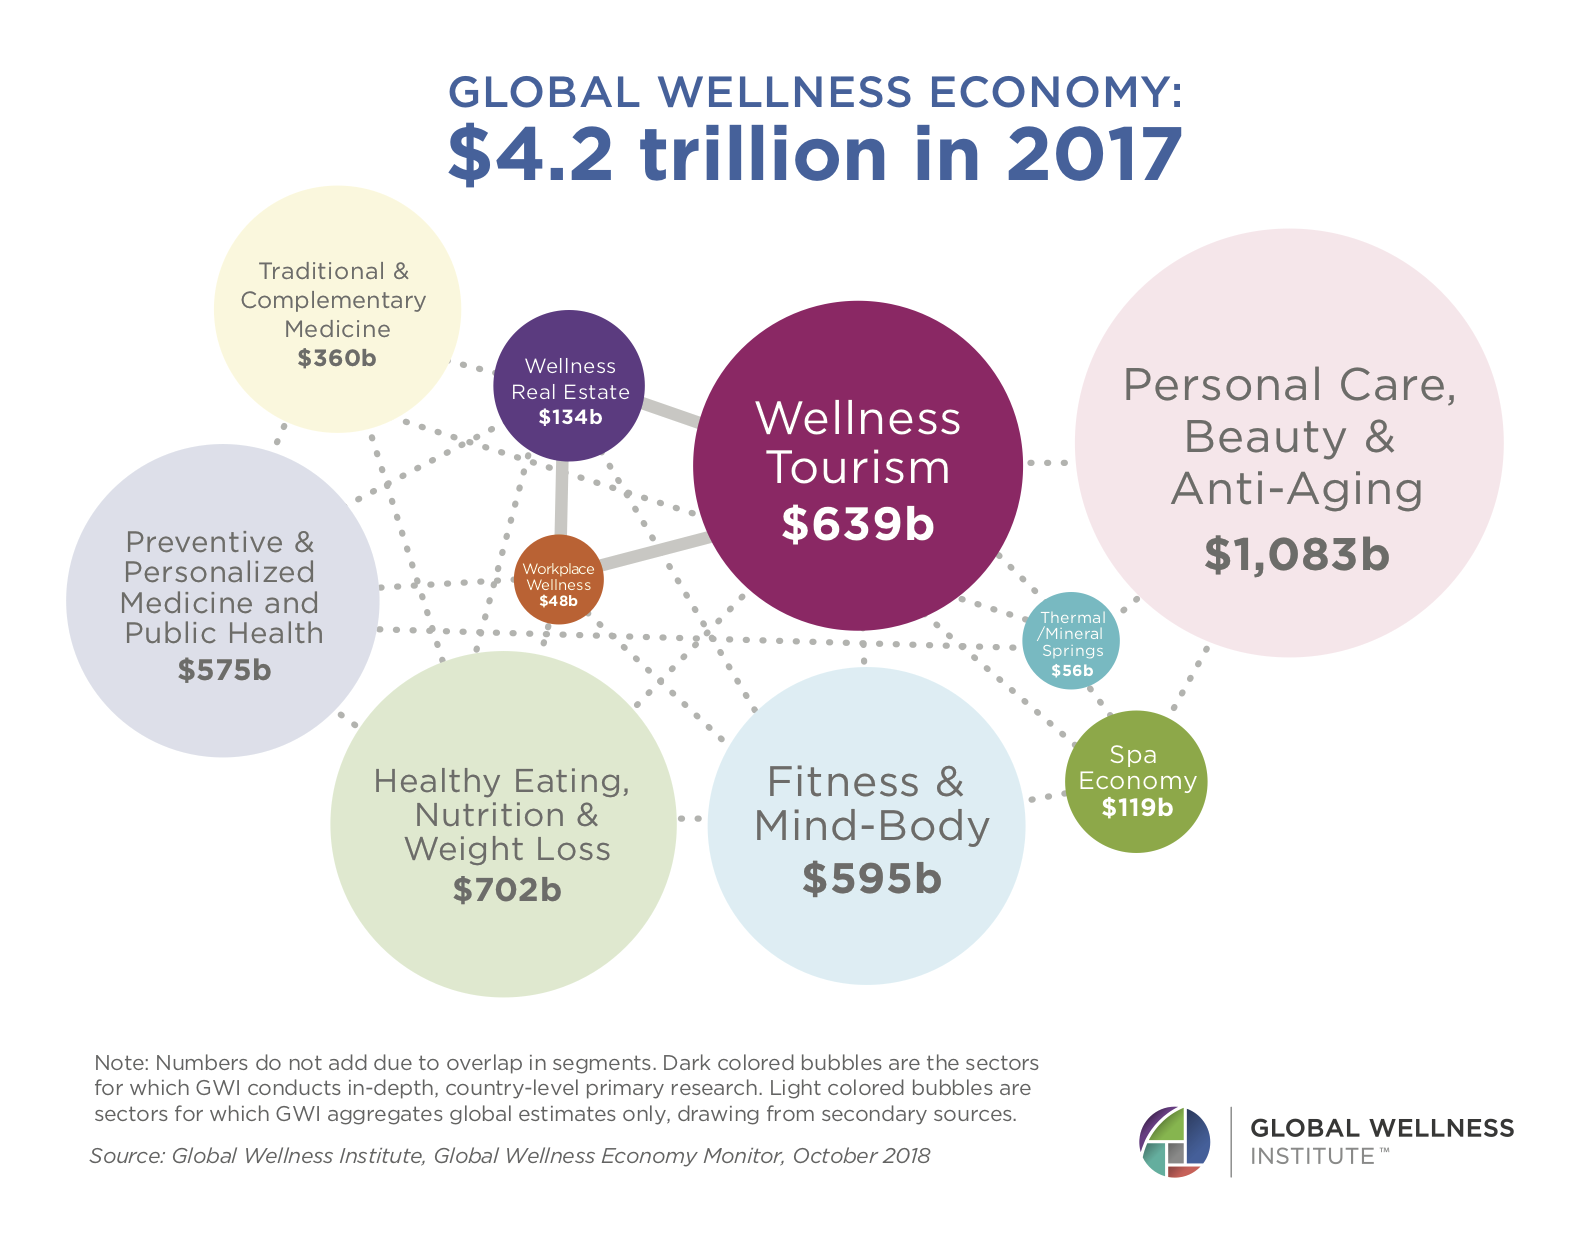 GLOBAL WELLNESS ECONOMY:
$4.2 trillion in 2017
Traditional &
Complementary
Medicine
$360b
Wellness
Real Estate
$134b
Wellness
Tourism
$639b
Personal Care,
Beauty &
Anti-Aging
$1,083b
Preventive &
Personalized
Medicine and
Public Health
$575b
Workplace
Wellness
$48b
Thermal
/Mineral
Springs
$56b
Healthy Eating,
Nutrition &
Weight Loss
$702b
Fitness &
Mind-Body
$595b
Spa
Economy
$119b
Note: Numbers do not add due to overlap in segments. Dark colored bubbles are the sectors
for which GWI conducts in-depth, country-level primary research. Light colored bubbles are
sectors for which GWI aggregates global estimates only, drawing from secondary sources.
Source: Global Wellness Institute, Global Wellness Economy Monitor, October 2018
GLOBAL WELLNESS
INSTITUTE™